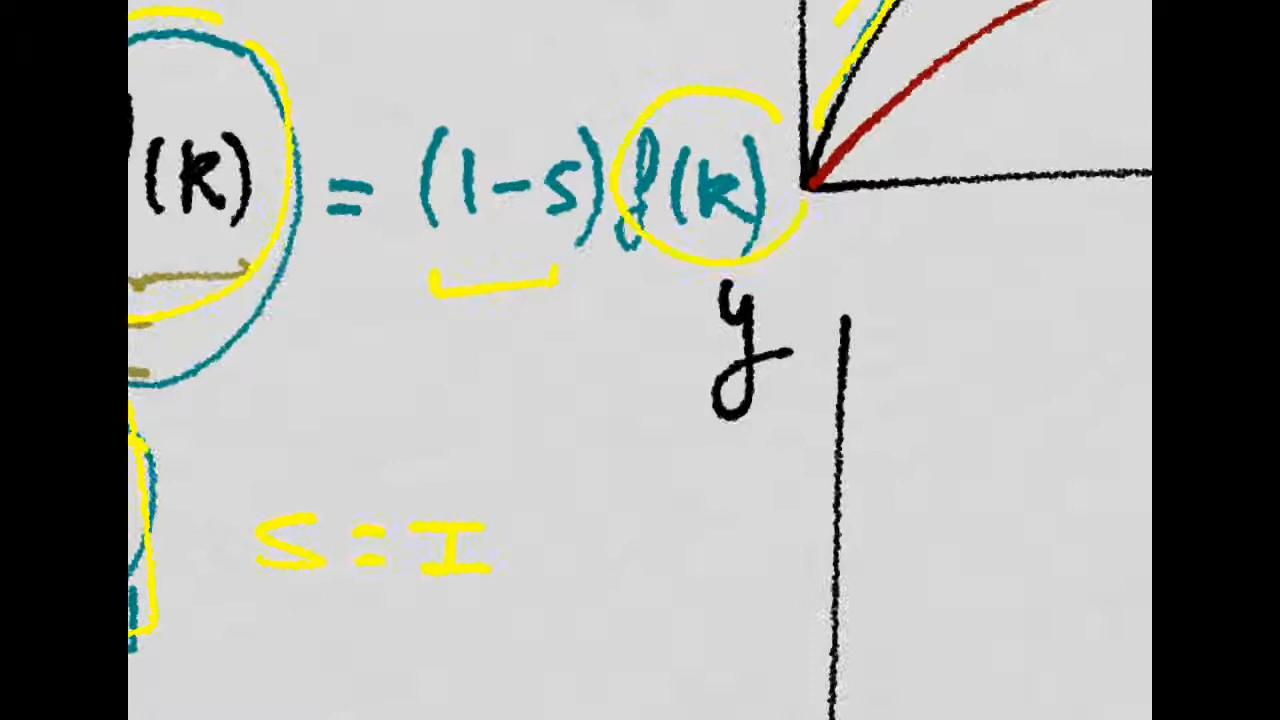 (k) = (1-s) f(k)
y
S = I